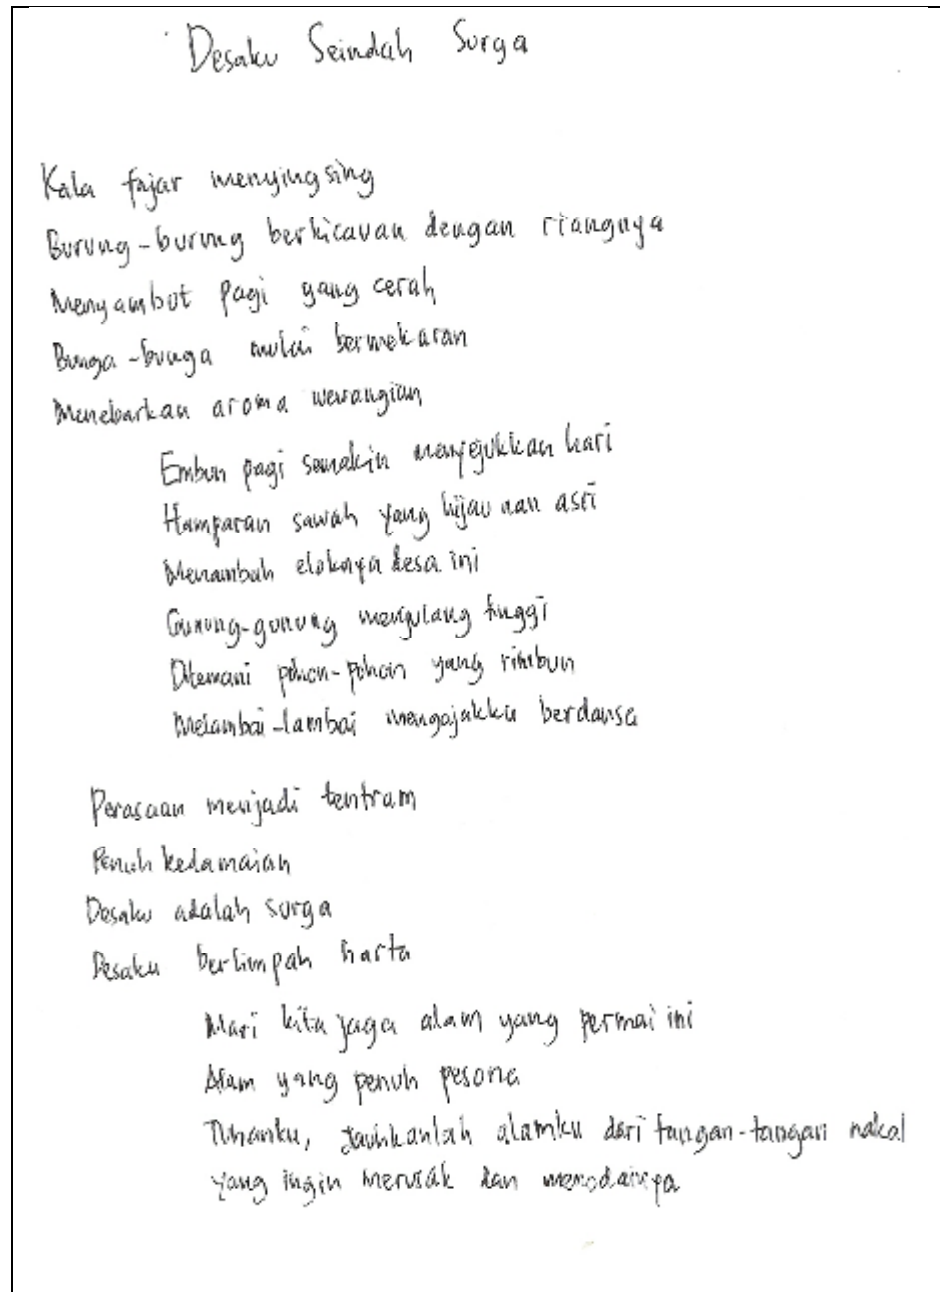 Desaku Seindah Surga
Kala fajar menyingsing
Burung-burung berkicauan dengan riangnya
Menyambut pagi yang cerah
Bunga-bunga mulai bermekaran
Menebarkan aroma wewangian
Embun pagi semakin menyejukkan hari
Hamparan sawah yang hijau nan asri
Menambah eloknya desa ini
Gunung-gunung menjulang tinggi
Ditemani pohon-pohon yang rimbun
Melambai-lambai mengajakku berdansa
Perasaan menjadi tentram
Penuh kedamaian
Desaku adalah surga
Desaku berlimpah harta
Mari kita jaga alam yang permai ini
Alam yang penuh pesona
Tuhanku, jauhkanlah alamku dari tangan-tangan nakal
yang ingin merusak dan menodainya